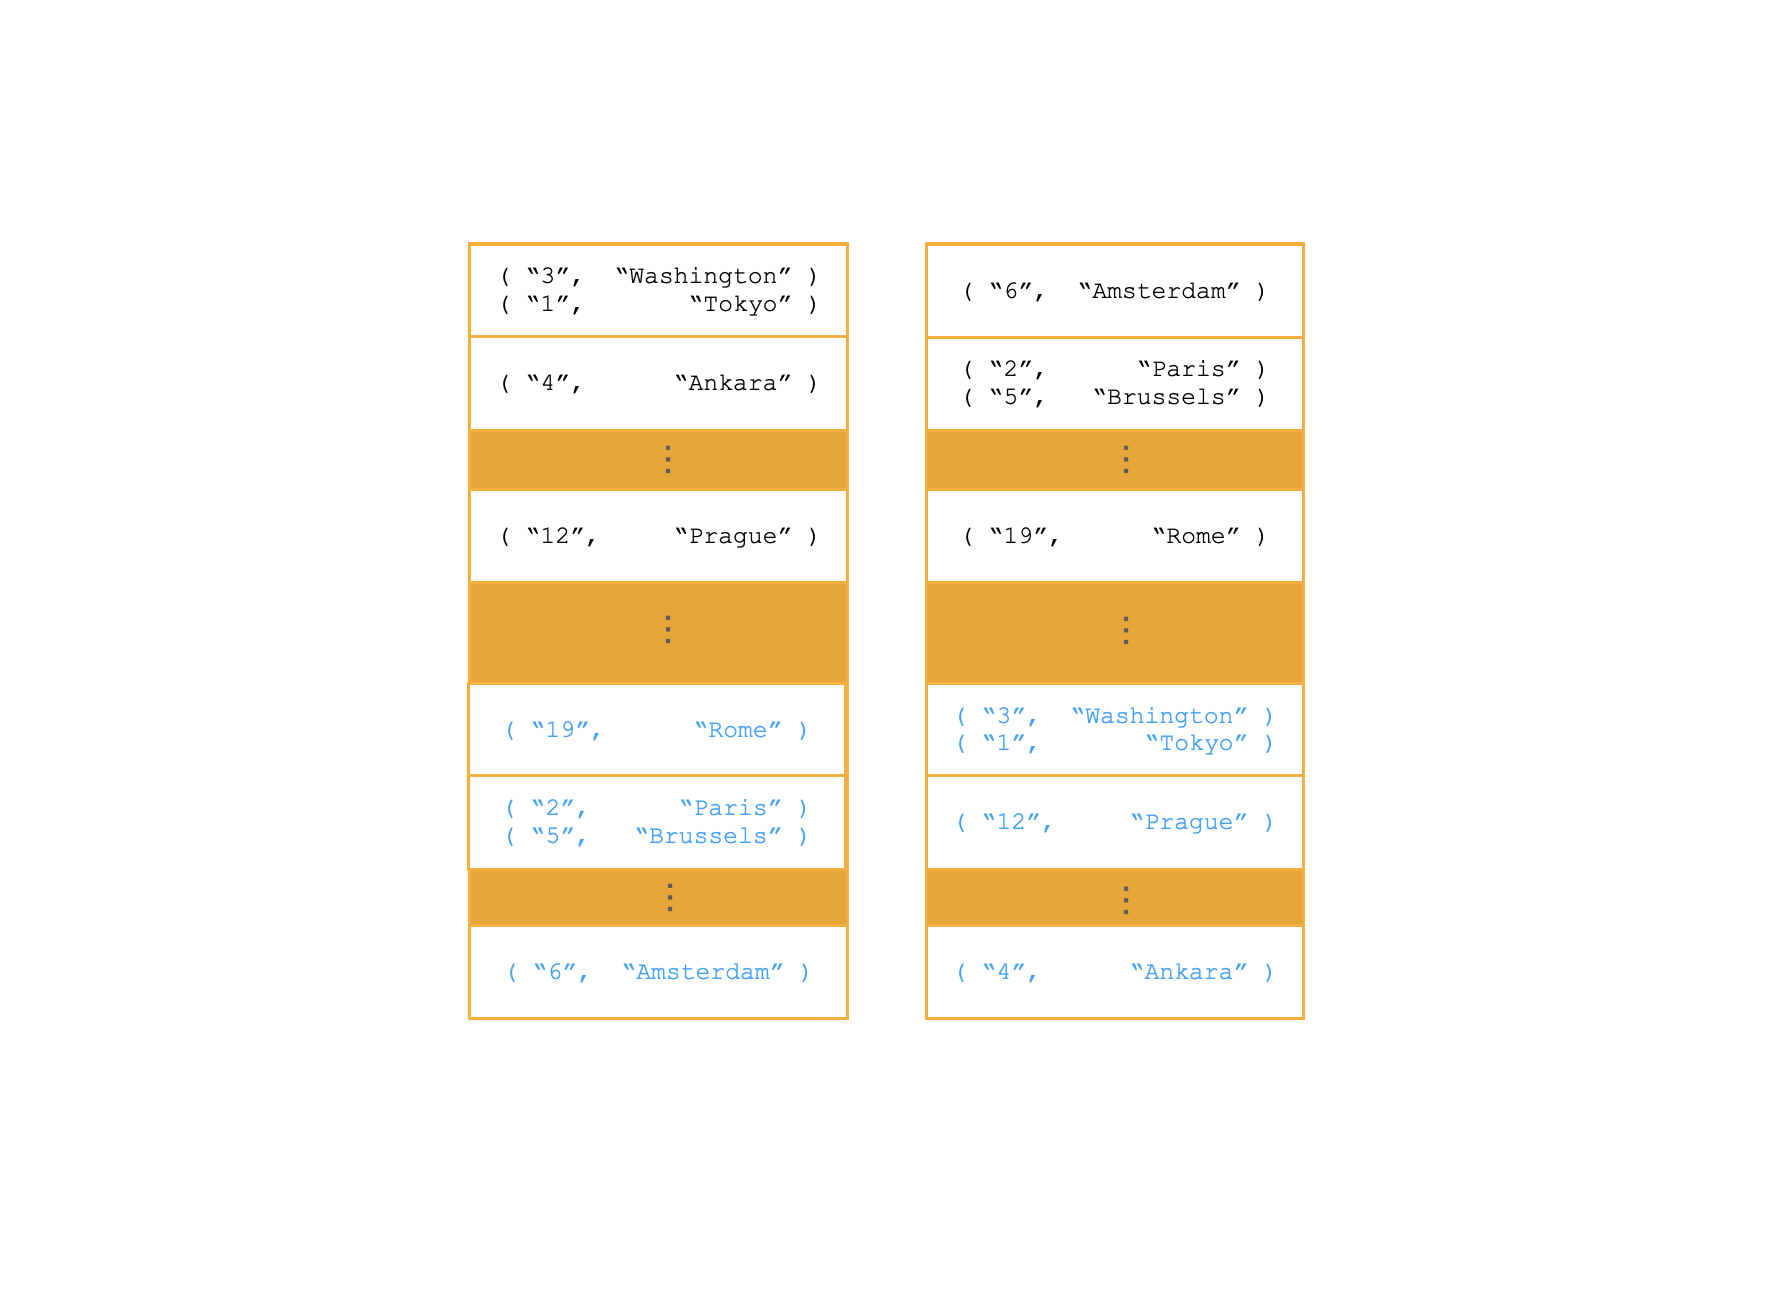 ( “3”, “Washington” )
( “1”, “Tokyo” )
( “4”, “Ankara” )
⋮
( “12”, “Prague” )
⋮
( “19”, “Rome” )
( “2”, “Paris” )
( “5”, “Brussels” )
⋮
( “6”, “Amsterdam” )
( “6”, “Amsterdam” )
( “2”, “Paris” )
( “5”, “Brussels” )
⋮
( “19”, “Rome” )
⋮
( “3”, “Washington” )
( “1”, “Tokyo” )
( “12”, “Prague” )
⋮
( “4”, “Ankara” )